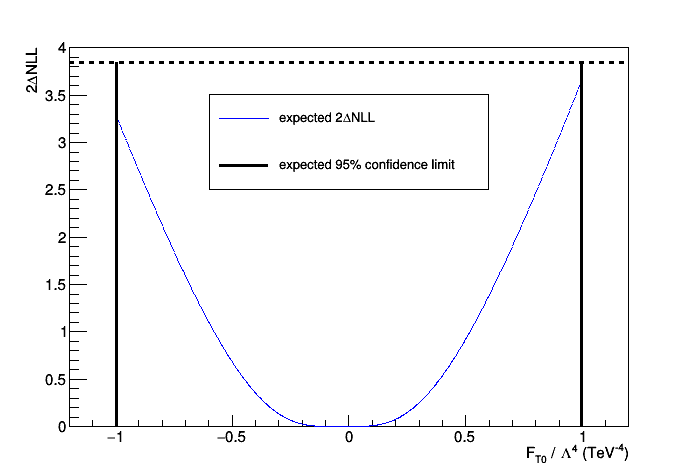 2ΔNLL
4
3.5
3
2.5
2
1.5
1
0.5
0
expected 2ΔNLL
expected 95% confidence limit
−1 −0.5 0 0.5 1
F_T0 / Λ^4 (TeV^-4)